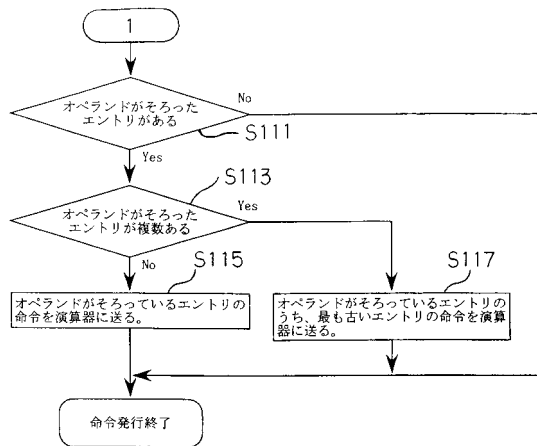 1
オペランドがそろった
エントリがある
No
S111
Yes
S113
オペランドがそろった
エントリが複数ある
Yes
No
S115
S117
オペランドがそろっているエントリの
命令を演算器に送る。
オペランドがそろっているエントリの
うち、最も古いエントリの命令を演算
器に送る。
命令発行終了